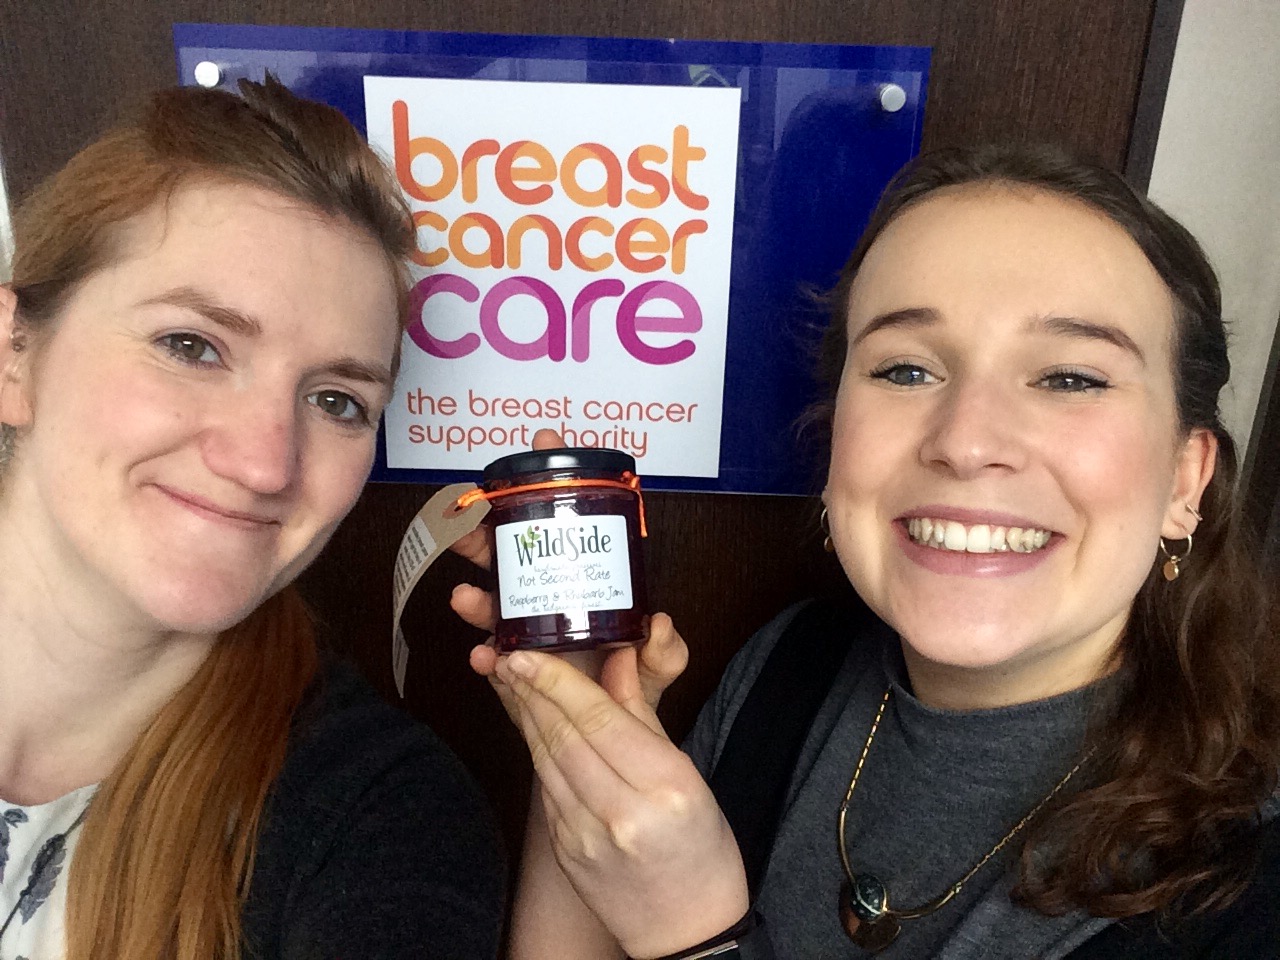 breast
cancer
care
the breast cancer
support charity
WildSide
Not Second Rate
Raspberry & Rhubarb Jam